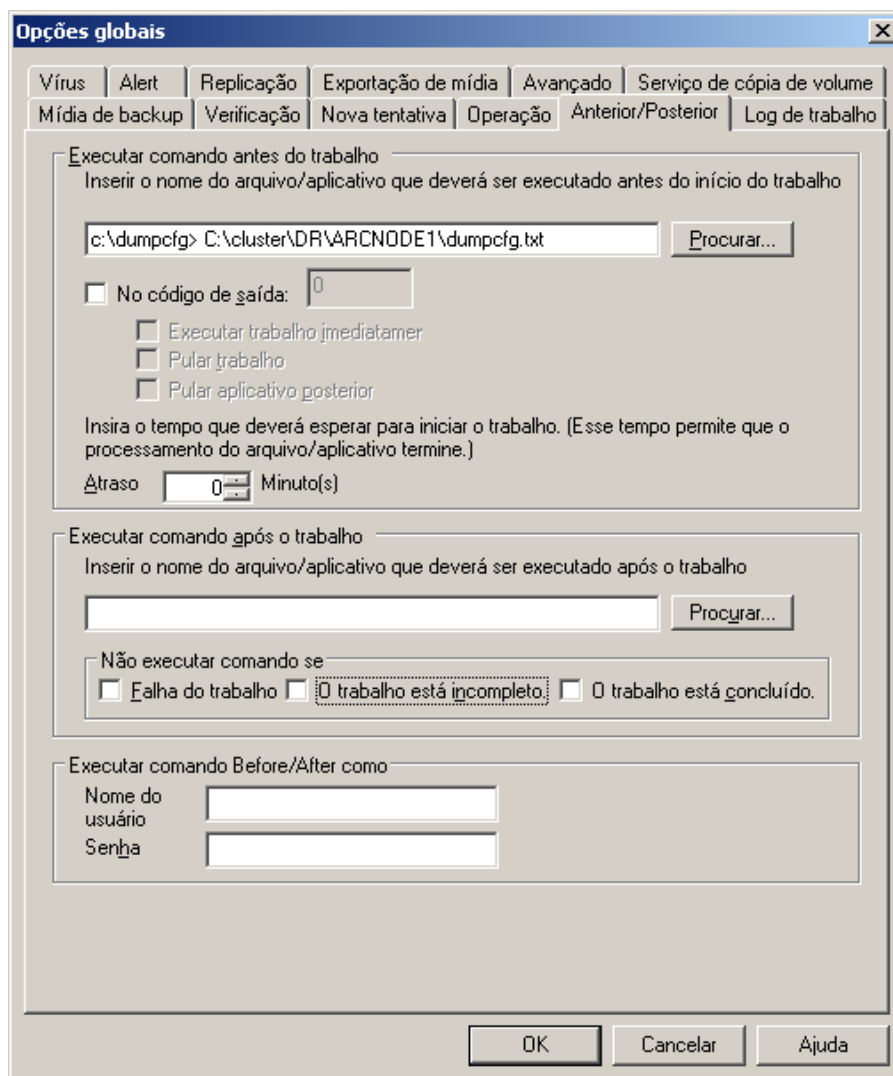 Opções globais
Vírus Alert Replicação Exportação de mídia Avançado Serviço de cópia de volume
Mídia de backup Verificação Nova tentativa Operação Anterior/Posterior Log de trabalho
Executar comando antes do trabalho
Inserir o nome do arquivo/aplicativo que deverá ser executado antes do início do trabalho
c:\dumpcfg> C:\cluster\DR\ARCNODE1\dumpcfg.txt Procurar...
No código de saída: 0
Executar trabalho imediatamer
Pular trabalho
Pular aplicativo posterior
Insira o tempo que deverá esperar para iniciar o trabalho. (Esse tempo permite que o
processamento do arquivo/aplicativo termine.)
Atraso 0 Minuto(s)
Executar comando após o trabalho
Inserir o nome do arquivo/aplicativo que deverá ser executado após o trabalho
Procurar...
Não executar comando se
Falha do trabalho O trabalho está incompleto. O trabalho está concluído.
Executar comando Before/After como
Nome do
usuário
Senha
OK Cancelar Ajuda